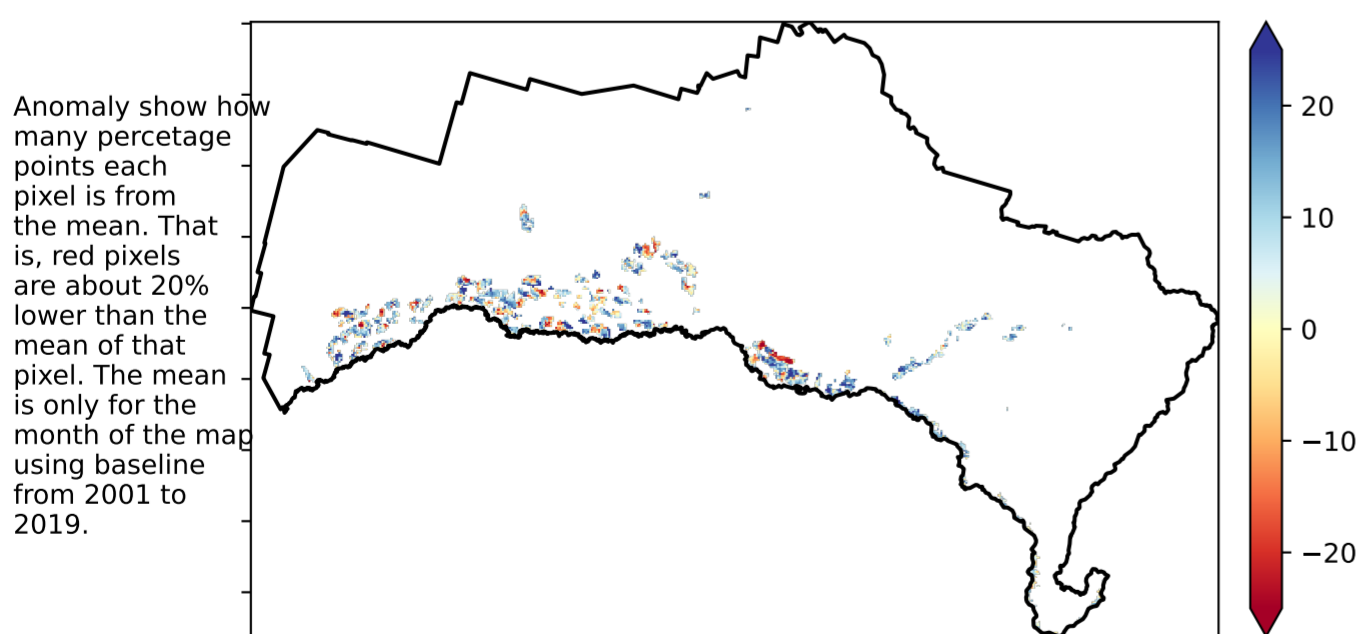 Anomaly show how
many percetage
points each
pixel is from
the mean. That
is, red pixels
are about 20%
lower than the
mean of that
pixel. The mean
is only for the
month of the map
using baseline
from 2001 to
2019.
20
10
0
−10
−20